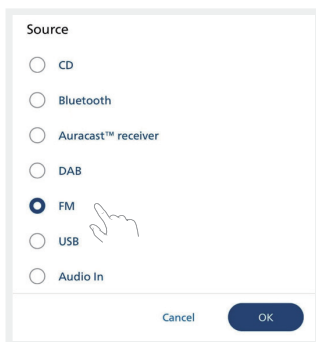 Source
CD
Bluetooth
Auracast™ receiver
DAB
FM
USB
Audio In
Cancel OK